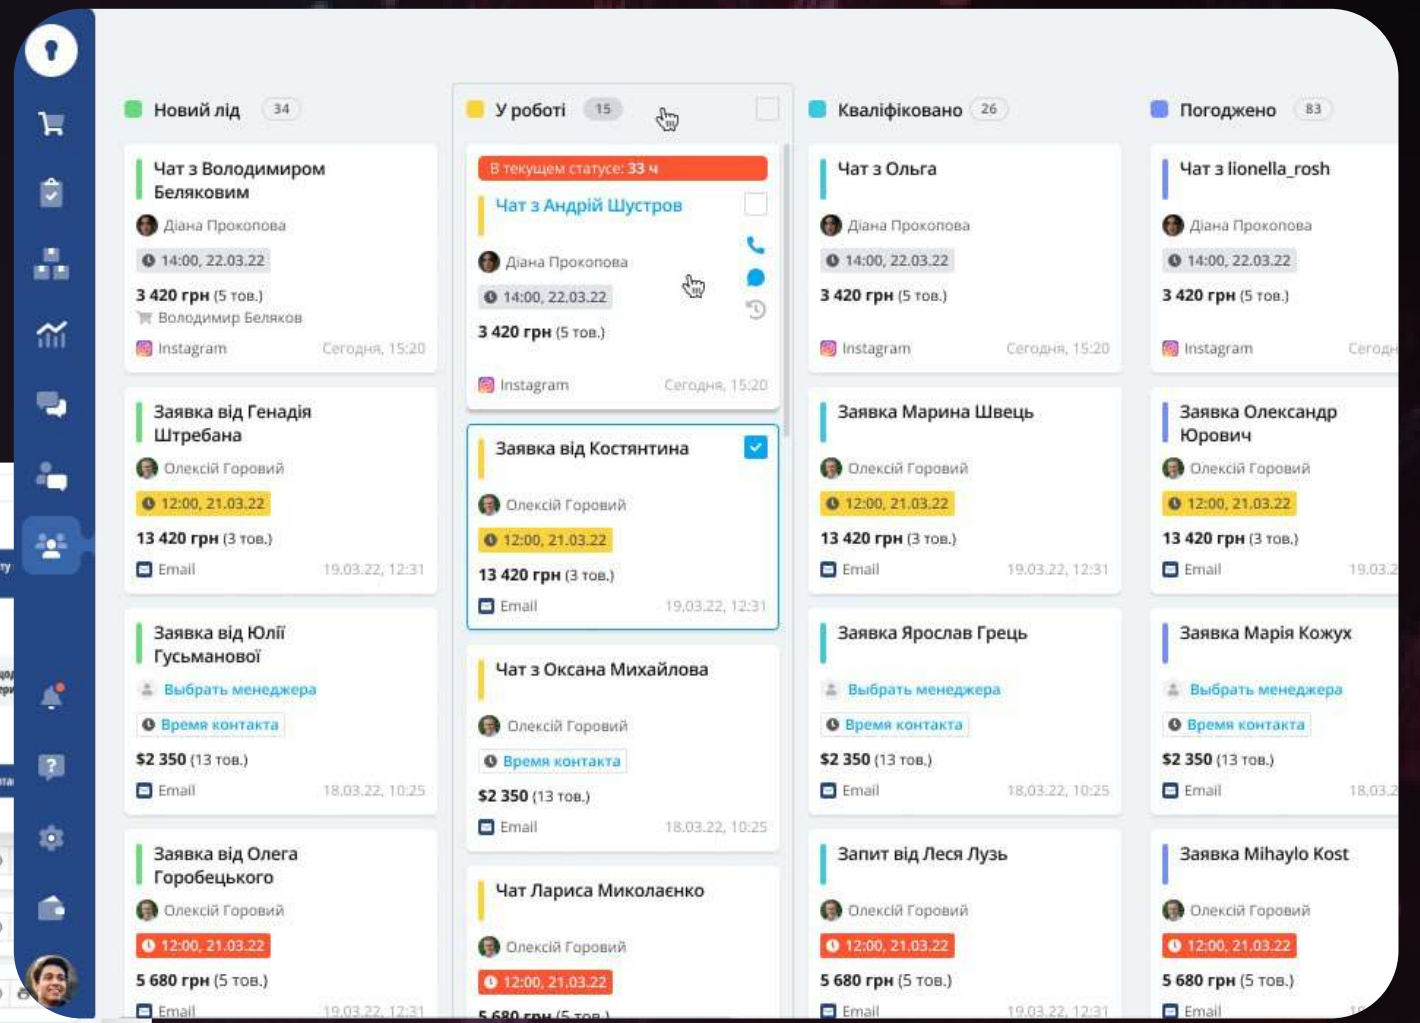 Новий лід 34
Чат з Володимиром
Беляковим
Діана Прокопова
14:00, 22.03.22
3 420 грн (5 тов.)
Володимир Беляков
Instagram Сегодня, 15:20
Заявка від Генадія
Штребана
Олексій Горовий
12:00, 21.03.22
13 420 грн (3 тов.)
Email 19.03.22, 12:31
Заявка від Юлії
Гусьманової
Выбрать менеджера
Время контакта
$2 350 (13 тов.)
Email 18.03.22, 10:25
Заявка від Олега
Горобецького
Олексій Горовий
12:00, 21.03.22
5 680 грн (5 тов.)
Email 19.03.22, 12:31
У роботі 15
В текущем статусе: 33 ч
Чат з Андрій Шустров
Діана Прокопова
14:00, 22.03.22
3 420 грн (5 тов.)
Instagram Сегодня, 15:20
Заявка від Костянтина
Олексій Горовий
12:00, 21.03.22
13 420 грн (3 тов.)
Email 19.03.22, 12:31
Чат з Оксана Михайлова
Олексій Горовий
Время контакта
$2 350 (13 тов.)
Email 18.03.22, 10:25
Чат Лариса Миколаєнко
Олексій Горовий
12:00, 21.03.22
5 680 грн (5 тов.)
Кваліфіковано 26
Чат з Ольга
Діана Прокопова
14:00, 22.03.22
3 420 грн (5 тов.)
Instagram Сегодня, 15:20
Заявка Марина Швець
Олексій Горовий
12:00, 21.03.22
13 420 грн (3 тов.)
Email 19.03.22, 12:31
Заявка Ярослав Грець
Выбрать менеджера
Время контакта
$2 350 (13 тов.)
Email 18.03.22, 10:25
Запит від Леся Лузь
Олексій Горовий
12:00, 21.03.22
5 680 грн (5 тов.)
Email 19.03.22, 12:31
Погоджено 83
Чат з lionella_rosh
Діана Прокопова
14:00, 22.03.22
3 420 грн (5 тов.)
Instagram Сегодн
Заявка Олександр
Юрович
Олексій Горовий
12:00, 21.03.22
13 420 грн (3 тов.)
Email 19.03.2
Заявка Марія Кожух
Выбрать менеджера
Время контакта
$2 350 (13 тов.)
Email 18.03.2
Заявка Mihaylo Kost
Олексій Горовий
12:00, 21.03.22
5 680 грн (5 тов.)
Email